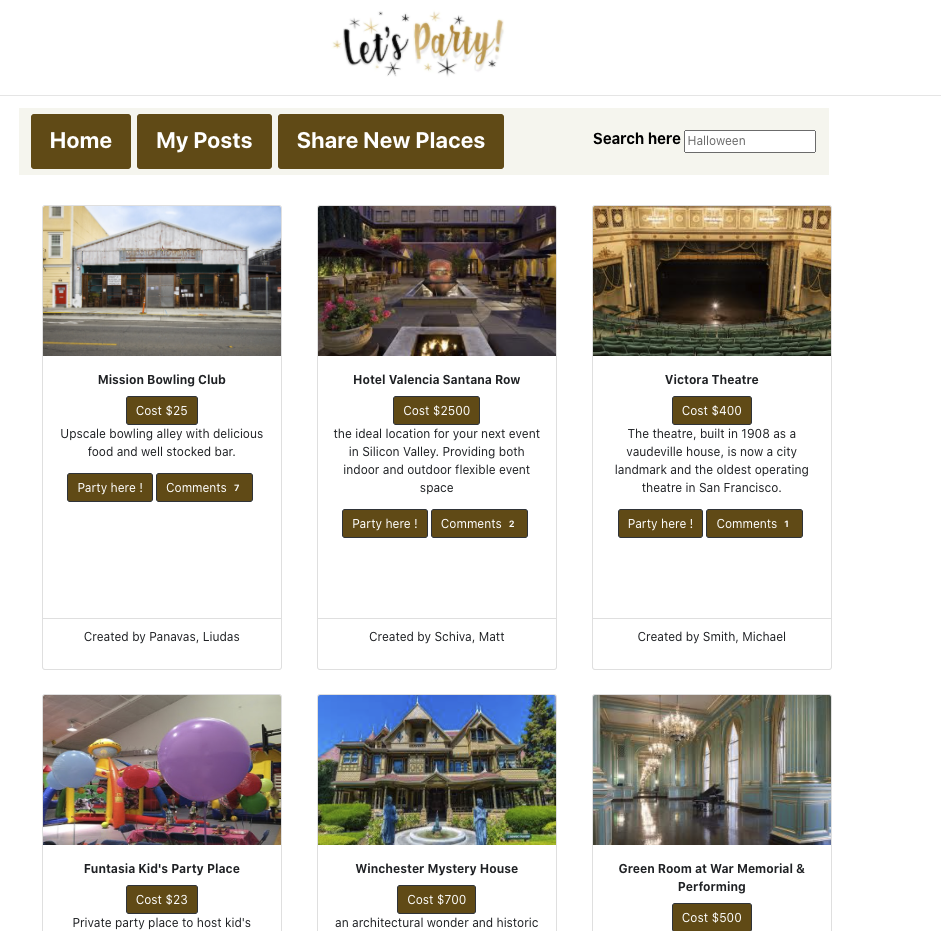 Let's Party!
Home
My Posts
Share New Places
Search here
Halloween
Mission Bowling Club
Cost $25
Upscale bowling alley with delicious
food and well stocked bar.
Party here !
Comments 7
Created by Panavas, Liudas
Hotel Valencia Santana Row
Cost $2500
the ideal location for your next event
in Silicon Valley. Providing both
indoor and outdoor flexible event
space
Party here !
Comments 2
Created by Schiva, Matt
Victora Theatre
Cost $400
The theatre, built in 1908 as a
vaudeville house, is now a city
landmark and the oldest operating
theatre in San Francisco.
Party here !
Comments 1
Created by Smith, Michael
Funtasia Kid's Party Place
Cost $23
Private party place to host kid's
Winchester Mystery House
Cost $700
an architectural wonder and historic
Green Room at War Memorial &
Performing
Cost $500